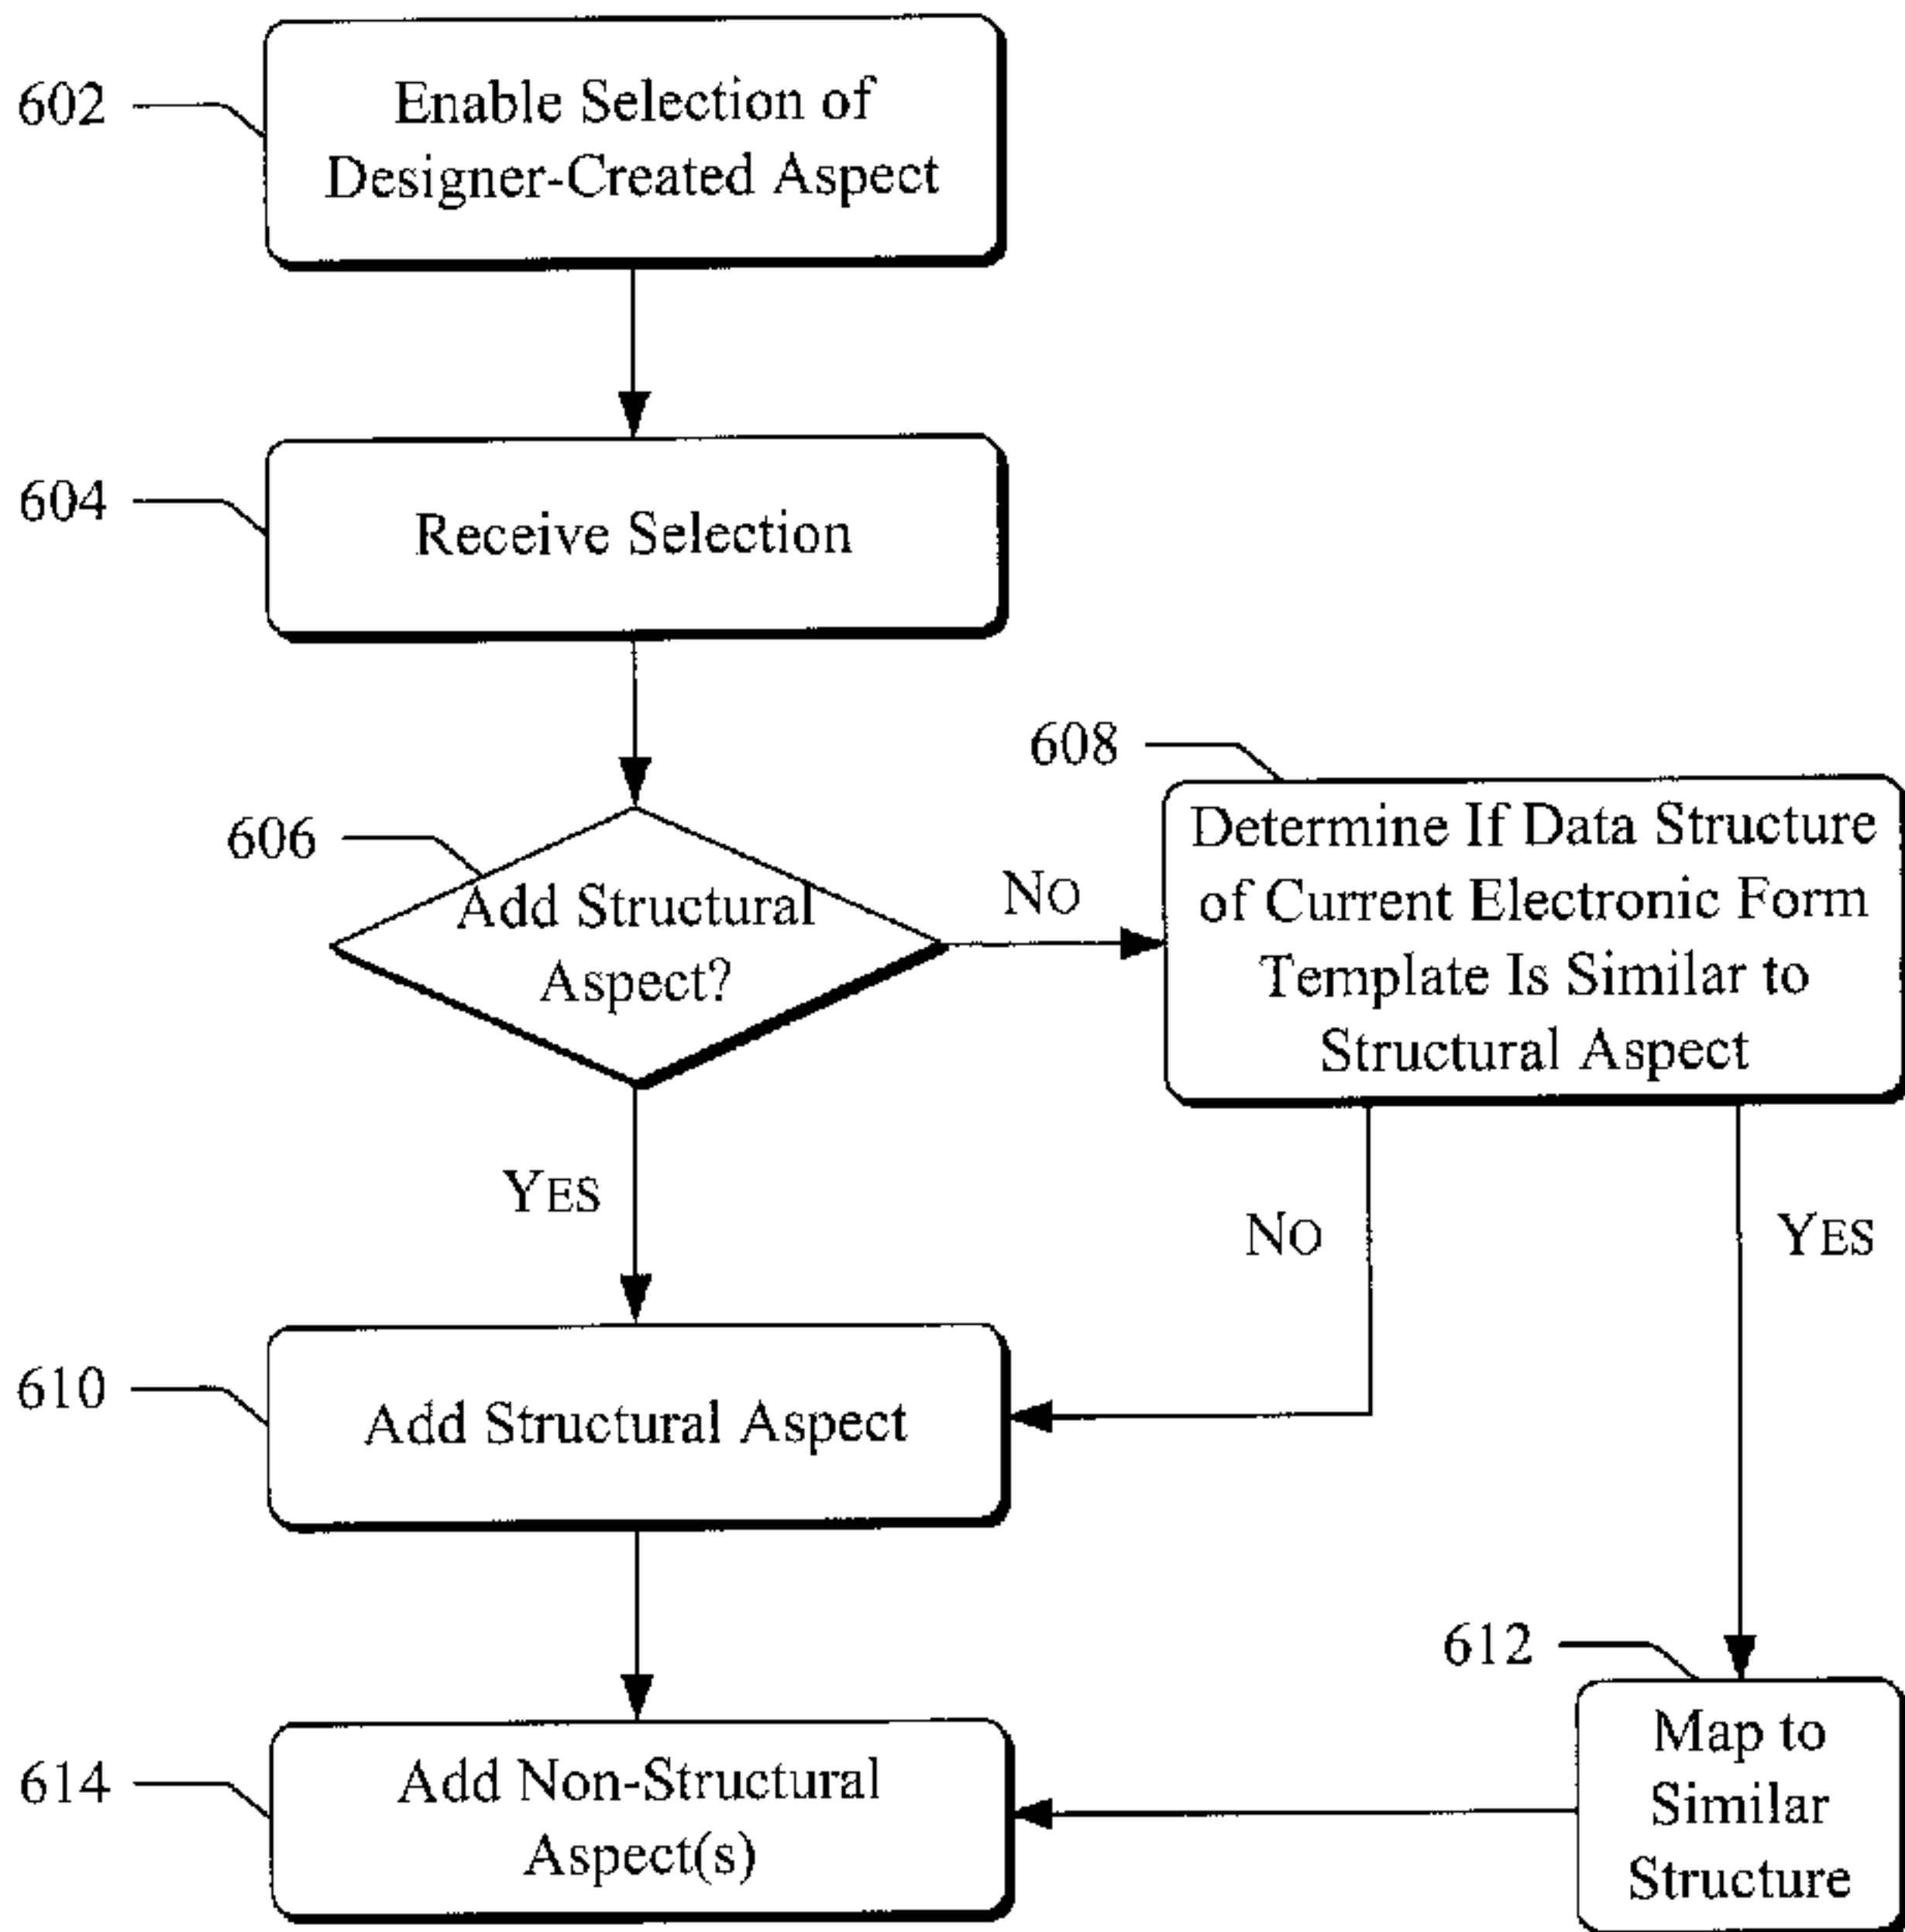 602
Enable Selection of
Designer-Created Aspect
604
Receive Selection
606
Add Structural
Aspect?
NO
YES
608
Determine If Data Structure
of Current Electronic Form
Template Is Similar to
Structural Aspect
NO
YES
610
Add Structural Aspect
612
Map to
Similar
Structure
614
Add Non-Structural
Aspect(s)